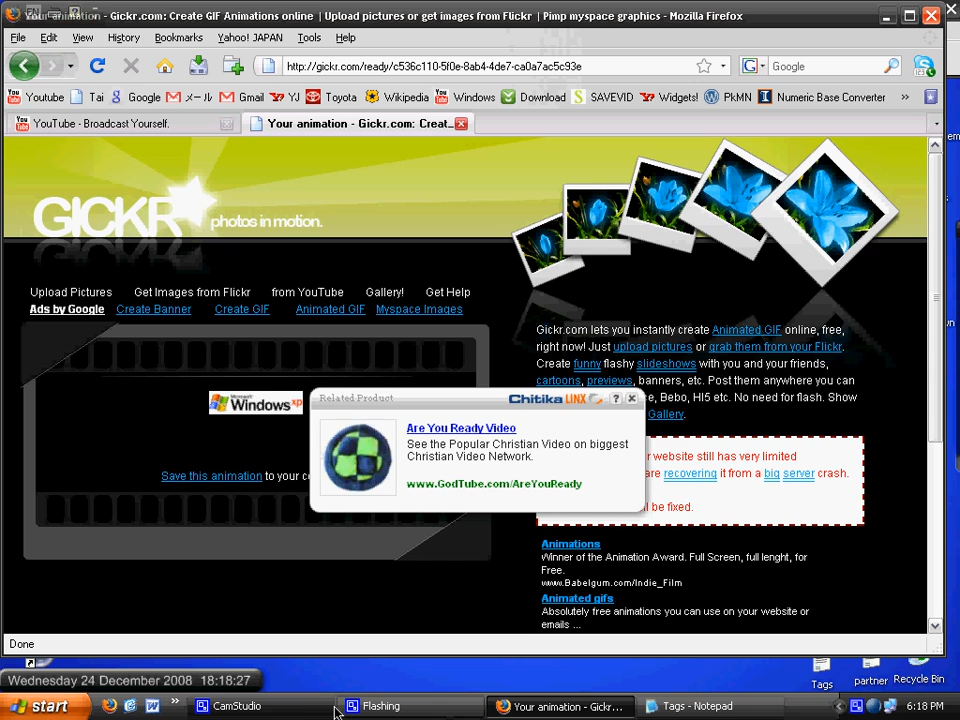 Your animation - Gickr.com: Create GIF Animations online | Upload pictures or get images from Flickr | Pimp myspace graphics - Mozilla Firefox
File Edit View History Bookmarks Yahoo! JAPAN Tools Help
http://gickr.com/ready/c536c110-5f0e-8ab4-4de7-ca0a7ac5c93e
Google
Youtube Tai Google メール Gmail YJ Toyota Wikipedia Windows Download SAVEVID Widgets! PkMN Numeric Base Converter »
YouTube - Broadcast Yourself.
Your animation - Gickr.com: Creat...
GICKR photos in motion.
Upload Pictures Get Images from Flickr from YouTube Gallery! Get Help
Ads by Google Create Banner Create GIF Animated GIF Myspace Images
Gickr.com lets you instantly create Animated GIF online, free,
right now! Just upload pictures or grab them from your Flickr.
Create funny flashy slideshows with you and your friends,
cartoons, previews, banners, etc. Post them anywhere you can
e, Bebo, HI5 etc. No need for flash. Show
Gallery.
Microsoft
Windows xp
Save this animation to your c
Related Product
Chitika LINX
Are You Ready Video
See the Popular Christian Video on biggest
Christian Video Network.
www.GodTube.com/AreYouReady
r website still has very limited
are recovering it from a big server crash.
l be fixed.
Animations
Winner of the Animation Award. Full Screen, full lenght, for
Free.
www.Babelgum.com/Indie_Film
Animated gifs
Absolutely free animations you can use on your website or
emails ...
Done
Wednesday 24 December 2008 18:18:27
Tags
partner
Recycle Bin
start
»
CamStudio
Flashing
Your animation - Gickr...
Tags - Notepad
6:18 PM